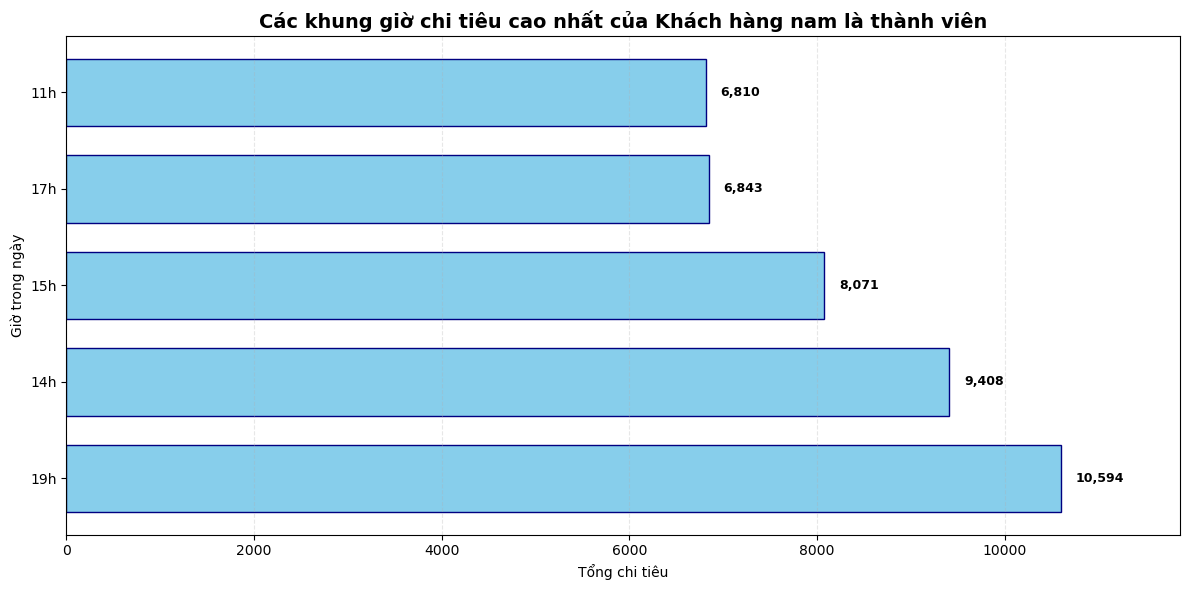 Các khung giờ chi tiêu cao nhất của Khách hàng nam là thành viên
Giờ trong ngày
11h
6,810
17h
6,843
15h
8,071
14h
9,408
19h
10,594
0 2000 4000 6000 8000 10000
Tổng chi tiêu